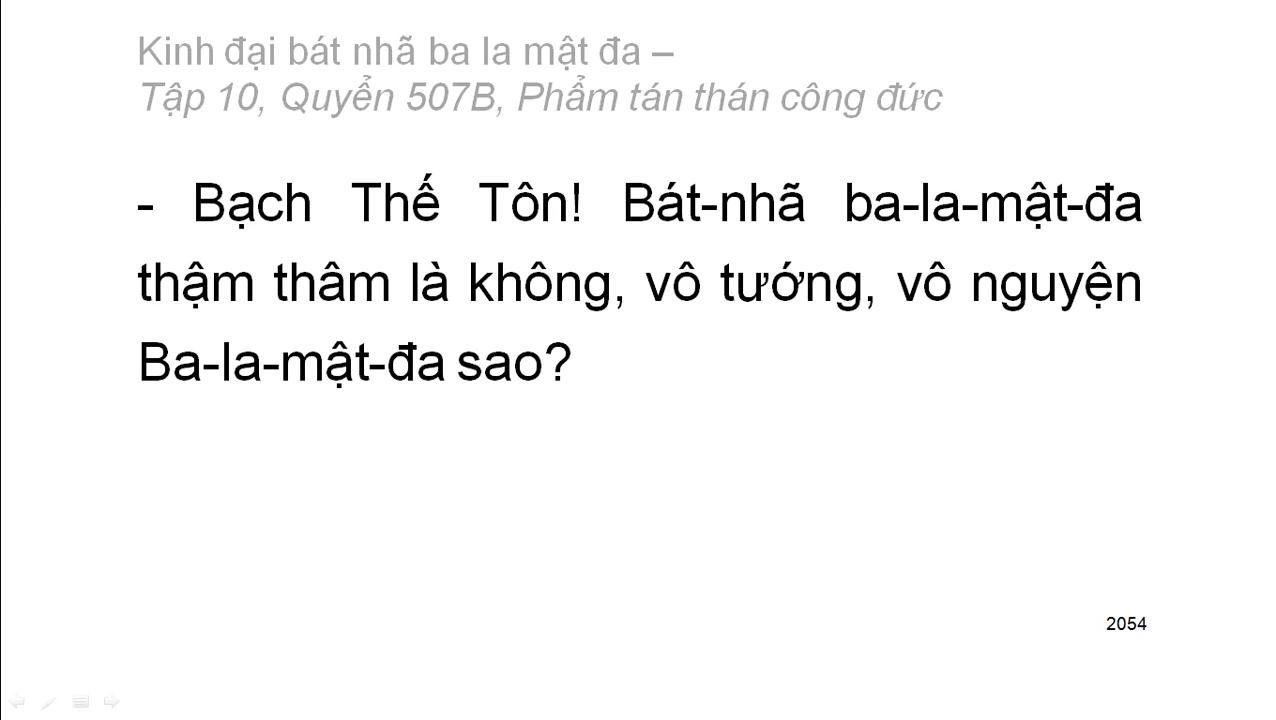 Kinh đại bát nhã ba la mật đa –
Tập 10, Quyển 507B, Phẩm tán thán công đức
- Bạch Thế Tôn! Bát-nhã ba-la-mật-đa
thậm thâm là không, vô tướng, vô nguyện
Ba-la-mật-đa sao?
2054